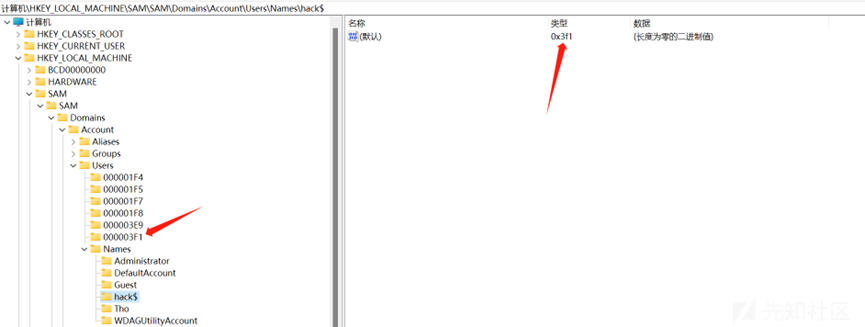 计算机\HKEY_LOCAL_MACHINE\SAM\SAM\Domains\Account\Users\Names\hack$
计算机
HKEY_CLASSES_ROOT
HKEY_CURRENT_USER
HKEY_LOCAL_MACHINE
BCD00000000
HARDWARE
SAM
SAM
Domains
Account
Aliases
Groups
Users
000001F4
000001F5
000001F7
000001F8
000003E9
000003F1
Names
Administrator
DefaultAccount
Guest
hack$
Tho
WDAGUtilityAccount
名称 类型 数据
(默认) 0x3f1 (长度为零的二进制值)
先知社区